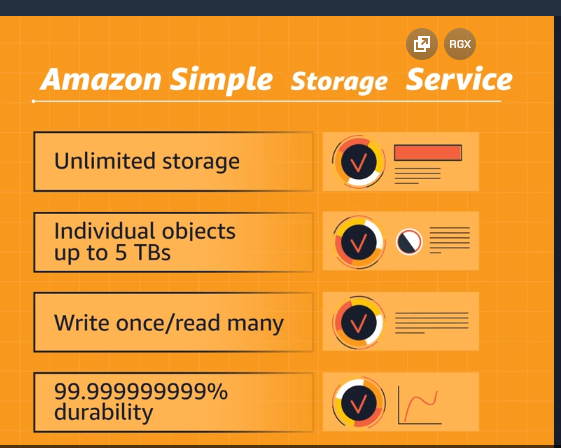 RGX
Amazon Simple Storage Service
Unlimited storage
Individual objects
up to 5 TBs
Write once/read many
99.999999999%
durability